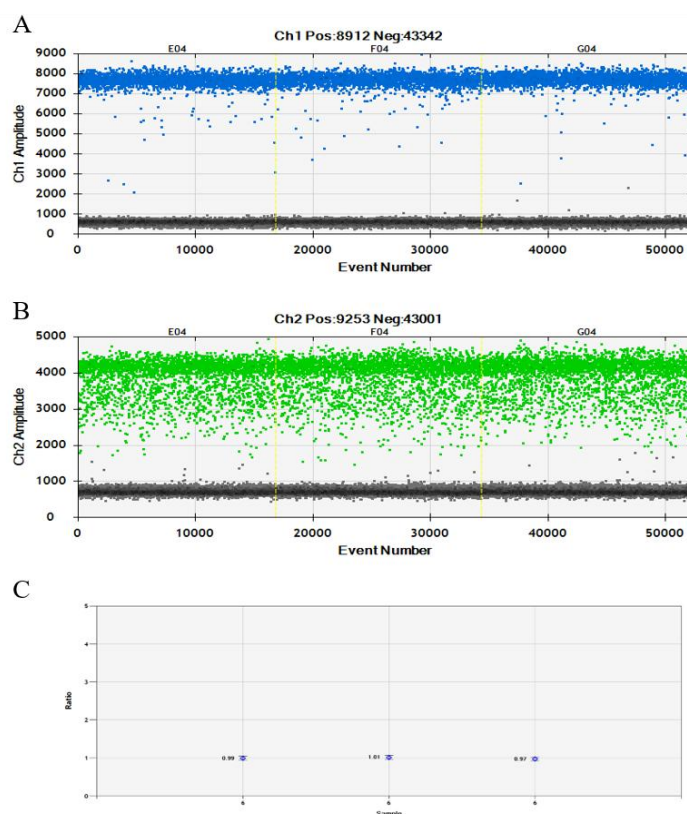 A
Ch1 Pos:8912 Neg:43342
E04 F04 G04
9000
8000
7000
6000
5000
4000
3000
2000
1000
0
Ch1 Amplitude
0 10000 20000 30000 40000 50000
Event Number
B
Ch2 Pos:9253 Neg:43001
E04 F04 G04
5000
4000
3000
2000
1000
0
Ch2 Amplitude
0 10000 20000 30000 40000 50000
Event Number
C
5
4
3
2
1
0
Ratio
0.99 1.01 0.97
6 6 6
Sample